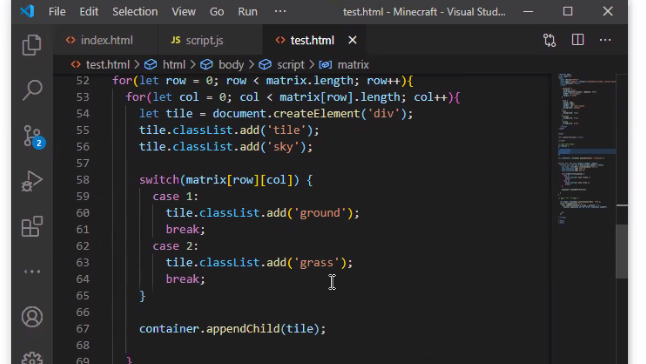 File Edit Selection View Go Run ··· test.html - Minecraft - Visual Stud...
index.html JS script.js test.html
test.html > html > body > script > matrix
52 for(let row = 0; row < matrix.length; row++){
53 for(let col = 0; col < matrix[row].length; col++){
54 let tile = document.createElement('div');
55 tile.classList.add('tile');
56 tile.classList.add('sky');
57
58 switch(matrix[row][col]) {
59 case 1:
60 tile.classList.add('ground');
61 break;
62 case 2:
63 tile.classList.add('grass');
64 break;
65 }
66
67 container.appendChild(tile);
68
69 }
2